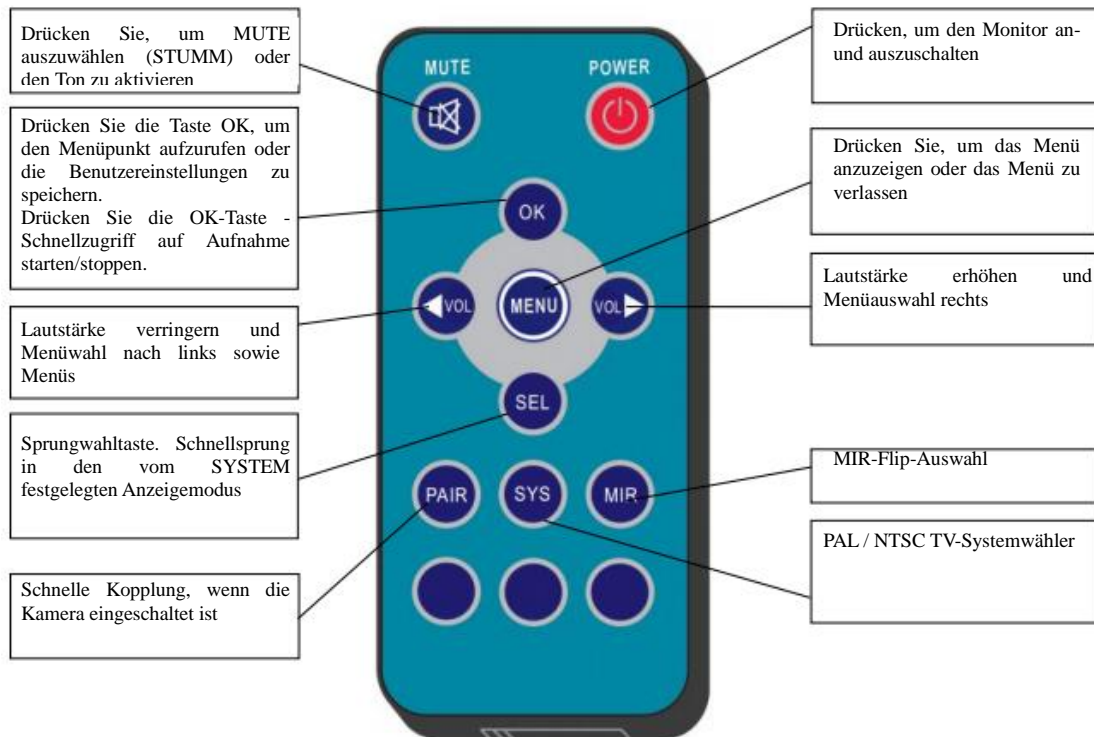 Drücken Sie, um MUTE
auszuwählen (STUMM) oder
den Ton zu aktivieren
Drücken Sie die Taste OK, um
den Menüpunkt aufzurufen oder
die Benutzereinstellungen zu
speichern.
Drücken Sie die OK-Taste -
Schnellzugriff auf Aufnahme
starten/stoppen.
Lautstärke verringern und
Menüwahl nach links sowie
Menüs
Sprungwahltaste. Schnellsprung
in den vom SYSTEM
festgelegten Anzeigemodus
Schnelle Kopplung, wenn die
Kamera eingeschaltet ist
MUTE POWER
OK
VOL MENU VOL
SEL
PAIR SYS MIR
Drücken, um den Monitor an-
und auszuschalten
Drücken Sie, um das Menü
anzuzeigen oder das Menü zu
verlassen
Lautstärke erhöhen und
Menüauswahl rechts
MIR-Flip-Auswahl
PAL / NTSC TV-Systemwähler